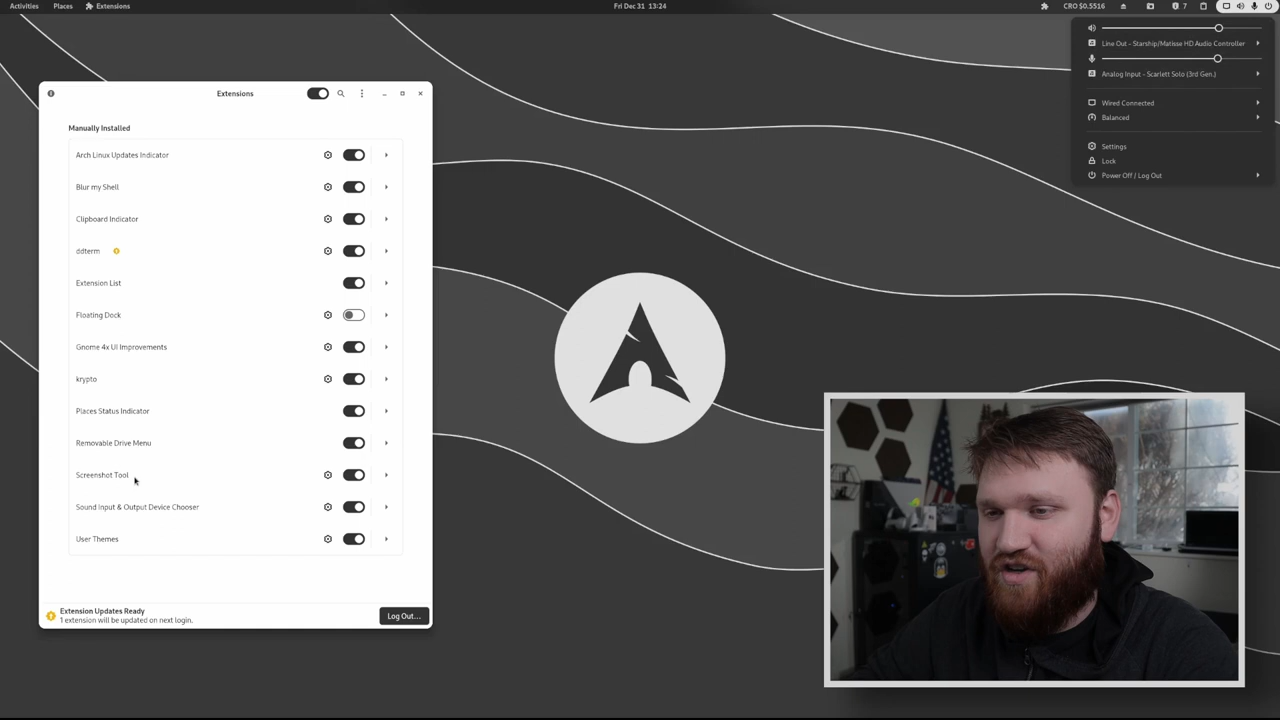 Activities Places Extensions
Fri Dec 31 13:24
CRO $0.5516 7
Line Out - Starship/Matisse HD Audio Controller
Analog Input - Scarlett Solo (3rd Gen.)
Wired Connected
Balanced
Settings
Lock
Power Off / Log Out
Extensions
Manually Installed
Arch Linux Updates Indicator
Blur my Shell
Clipboard Indicator
ddterm
Extension List
Floating Dock
Gnome 4x UI Improvements
krypto
Places Status Indicator
Removable Drive Menu
Screenshot Tool
Sound Input & Output Device Chooser
User Themes
Extension Updates Ready
1 extension will be updated on next login.
Log Out...